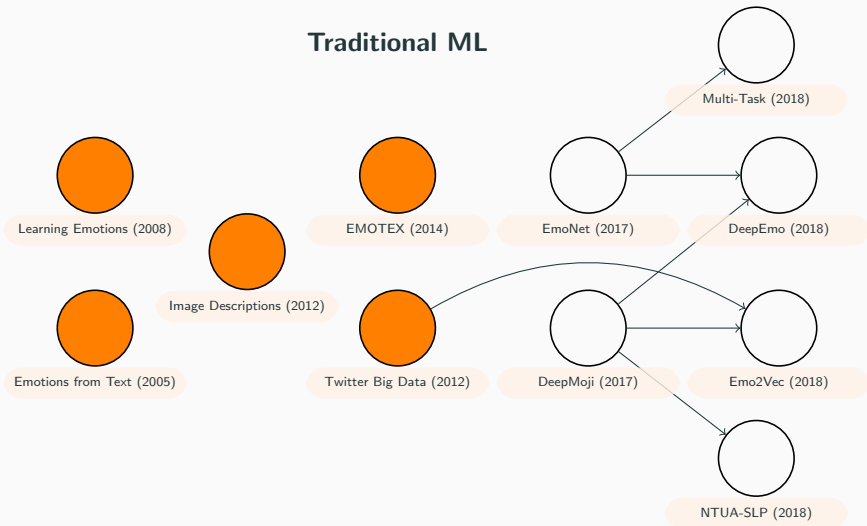 Traditional ML
Multi-Task (2018)
Learning Emotions (2008)
EMOTEX (2014)
EmoNet (2017)
DeepEmo (2018)
Image Descriptions (2012)
Emotions from Text (2005)
Twitter Big Data (2012)
DeepMoji (2017)
Emo2Vec (2018)
NTUA-SLP (2018)